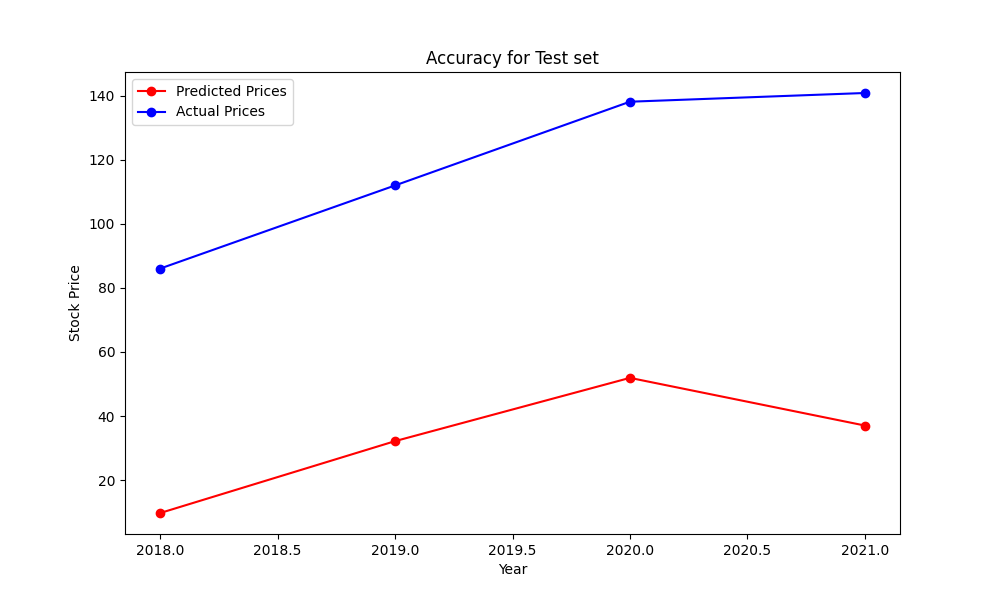 Accuracy for Test set
Predicted Prices
Actual Prices
Stock Price
140
120
100
80
60
40
20
2018.0
2018.5
2019.0
2019.5
2020.0
2020.5
2021.0
Year